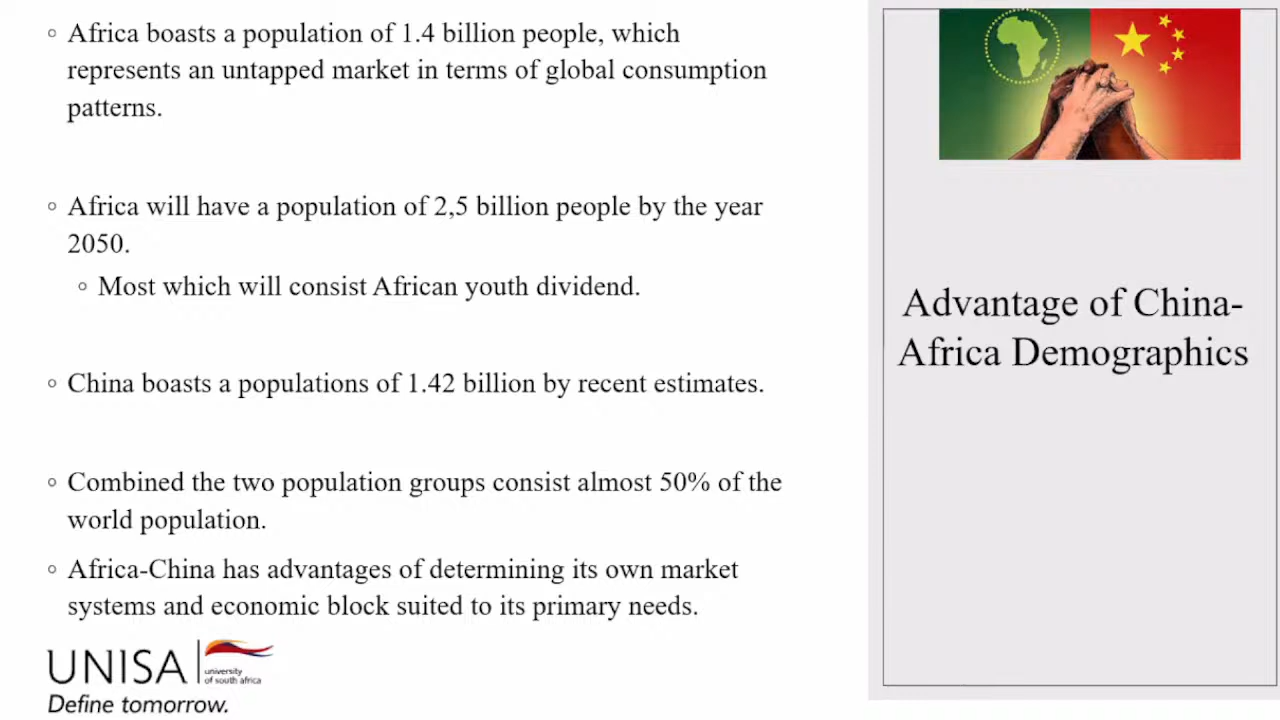 Africa boasts a population of 1.4 billion people, which
represents an untapped market in terms of global consumption
patterns.
Africa will have a population of 2,5 billion people by the year
2050.
Most which will consist African youth dividend.
China boasts a populations of 1.42 billion by recent estimates.
Combined the two population groups consist almost 50% of the
world population.
Africa-China has advantages of determining its own market
systems and economic block suited to its primary needs.
UNISA
university
of south africa
Define tomorrow.
Advantage of China-
Africa Demographics